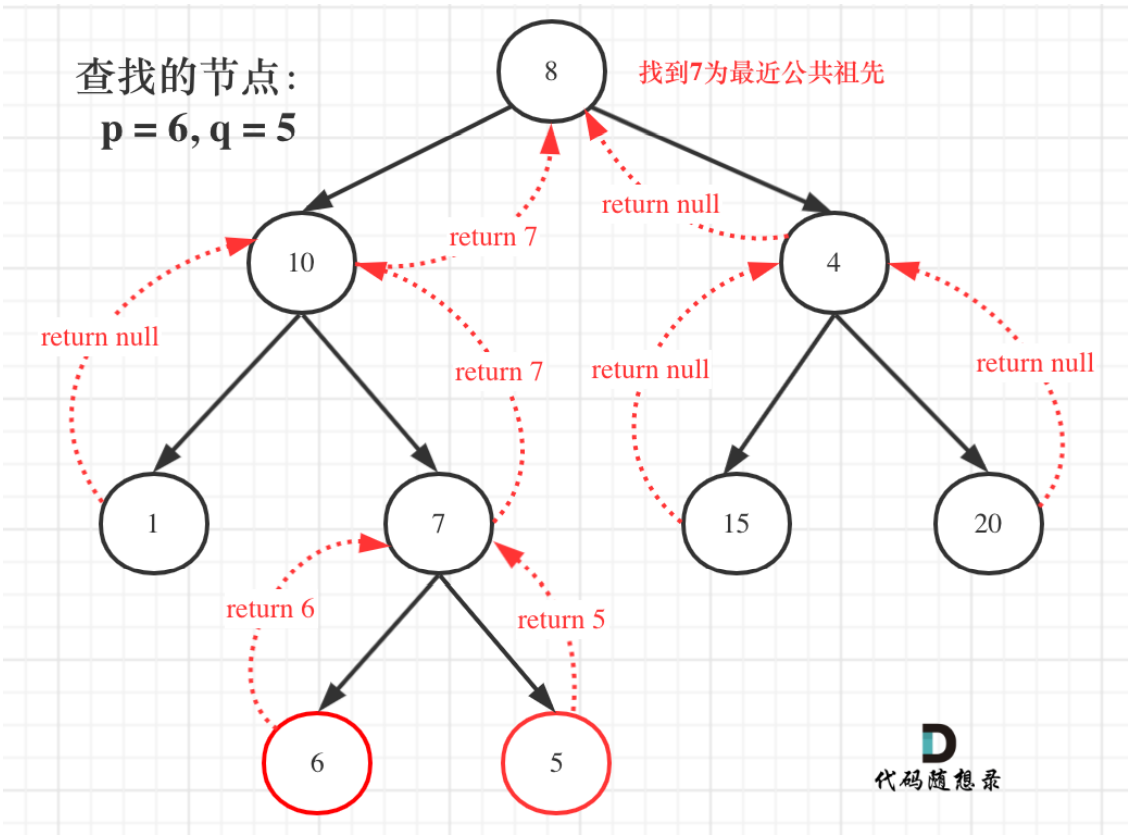 查找的节点：
p = 6, q = 5
8
找到7为最近公共祖先
return null
return 7
10
4
return null
return 7
return null
return null
1
7
15
20
return 6
return 5
6
5
代码随想录